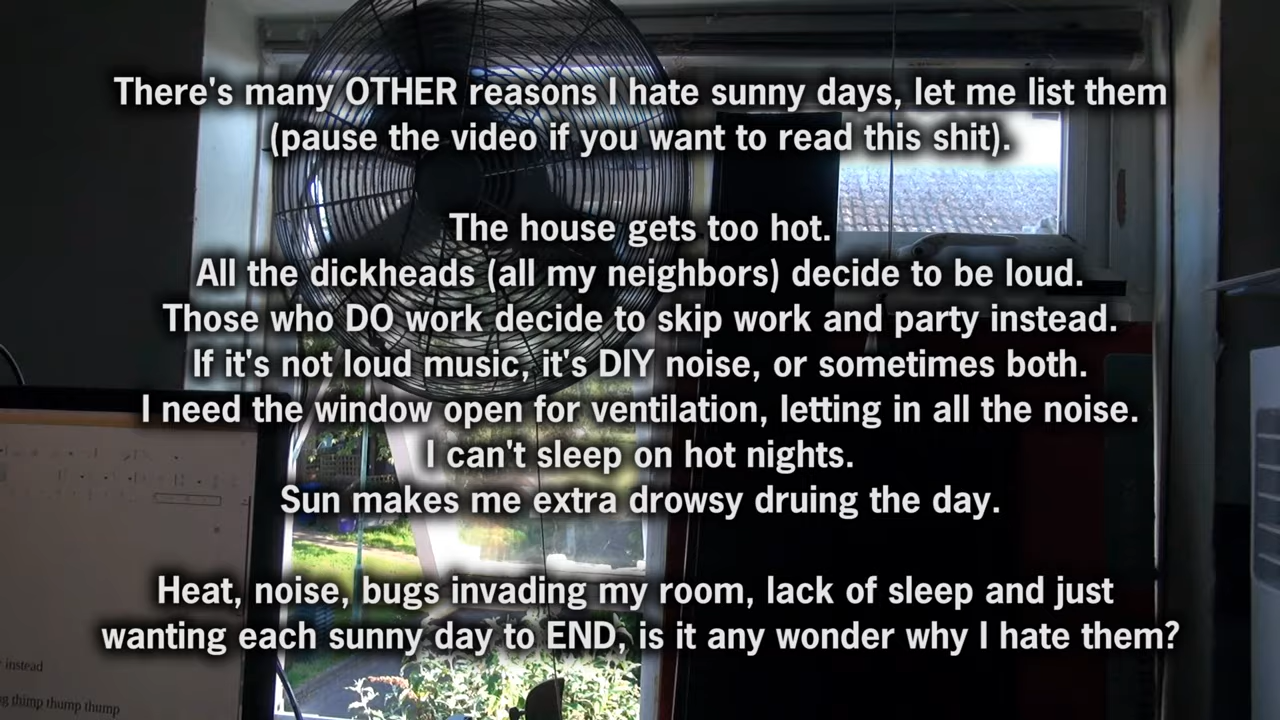 There's many OTHER reasons I hate sunny days, let me list them
(pause the video if you want to read this shit).
The house gets too hot.
All the dickheads (all my neighbors) decide to be loud.
Those who DO work decide to skip work and party instead.
If it's not loud music, it's DIY noise, or sometimes both.
I need the window open for ventilation, letting in all the noise.
I can't sleep on hot nights.
Sun makes me extra drowsy druing the day.
Heat, noise, bugs invading my room, lack of sleep and just
wanting each sunny day to END, is it any wonder why I hate them?
instead
thimp thump thump